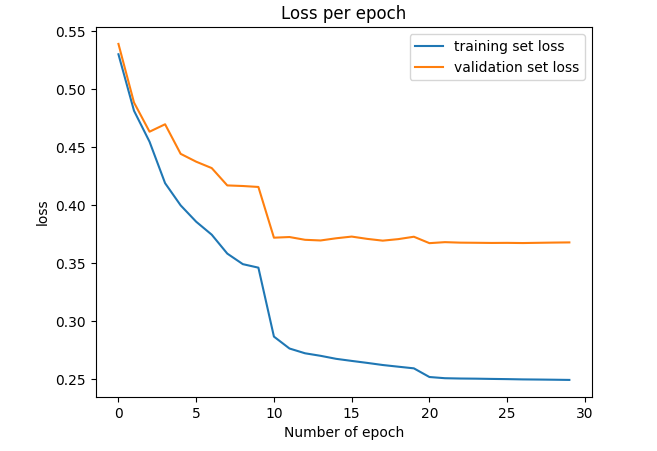 Loss per epoch
training set loss
validation set loss
loss
0.55
0.50
0.45
0.40
0.35
0.30
0.25
0
5
10
15
20
25
30
Number of epoch